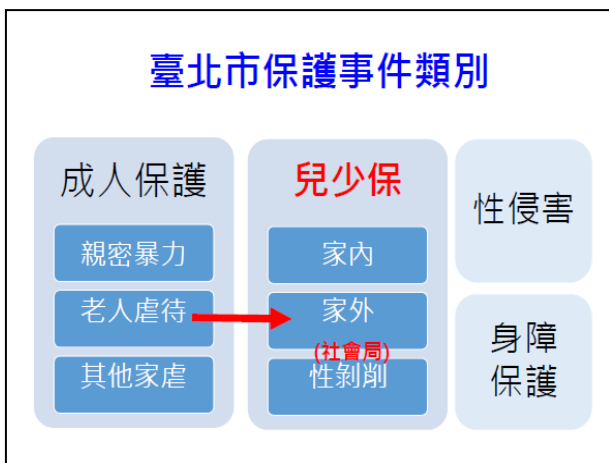 臺北市保護事件類別
成人保護
親密暴力
老人虐待
其他家虐
兒少保
家內
家外
(社會局)
性剝削
性侵害
身障
保護